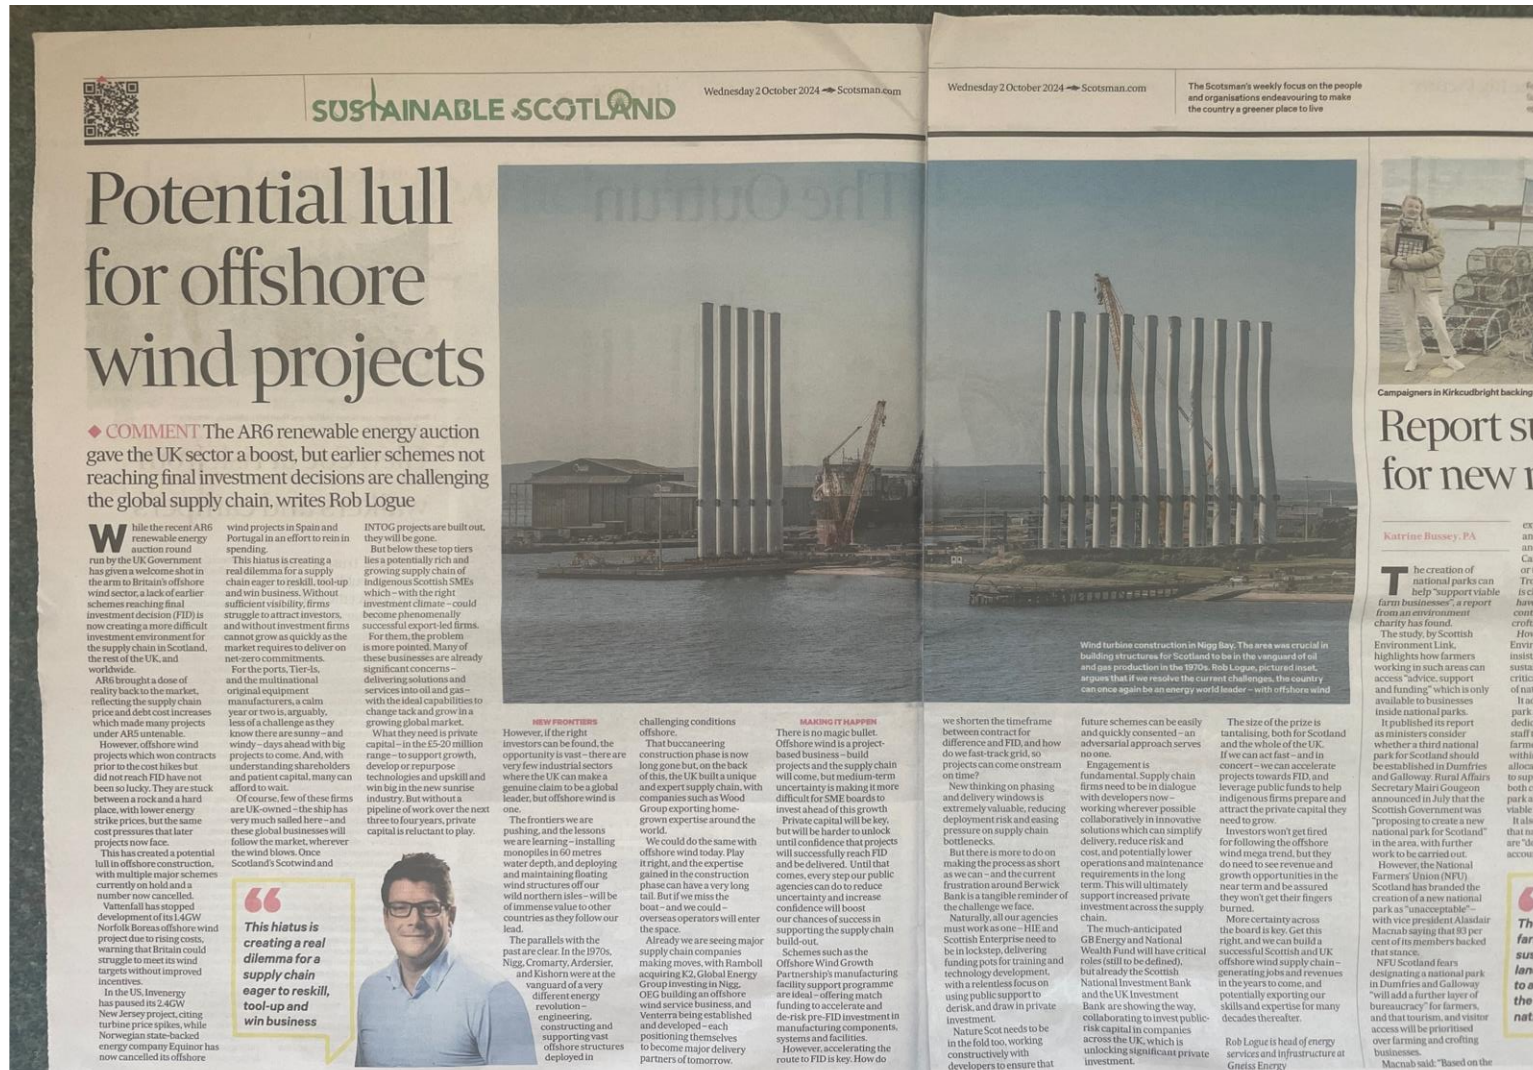 SUSTAINABLE SCOTLAND
Wednesday 2 October 2024 Scotsman.com
Wednesday 2 October 2024 Scotsman.com
The Scotsman's weekly focus on the people
and organisations endeavouring to make
the country a greener place to live
Potential lull
for offshore
wind projects
◆ COMMENT The AR6 renewable energy auction
gave the UK sector a boost, but earlier schemes not
reaching final investment decisions are challenging
the global supply chain, writes Rob Logue
While the recent AR6
renewable energy
auction round
run by the UK Government
has given a welcome shot in
the arm to Britain's offshore
wind sector, a lack of earlier
schemes reaching final
investment decision (FID) is
now creating a more difficult
investment environment for
the supply chain in Scotland,
the rest of the UK, and
worldwide.
AR6 brought a dose of
reality back to the market,
reflecting the supply chain
price and debt cost increases
which made many projects
under AR5 untenable.
However, offshore wind
projects which won contracts
prior to the cost hikes but
did not reach FID have not
been so lucky. They are stuck
between a rock and a hard
place, with lower energy
strike prices, but the same
cost pressures that later
projects now face.
This has created a potential
lull in offshore construction,
with multiple major schemes
currently on hold and a
number now cancelled.
Vattenfall has stopped
development of its 1.4GW
Norfolk Boreas offshore wind
project due to rising costs,
warning that Britain could
struggle to meet its wind
targets without improved
incentives.
In the US, Invenergy
has paused its 2.4GW
New Jersey project, citing
turbine price spikes, while
Norwegian state-backed
energy company Equinor has
now cancelled its offshore
wind projects in Spain and
Portugal in an effort to rein in
spending.
This hiatus is creating a
real dilemma for a supply
chain eager to reskill, tool-up
and win business. Without
sufficient visibility, firms
struggle to attract investors,
and without investment firms
cannot grow as quickly as the
market requires to deliver on
net-zero commitments.
For the ports, Tier-1s,
and the multinational
original equipment
manufacturers, a calm
year or two is, arguably,
less of a challenge as they
know there are sunny – and
windy – days ahead with big
projects to come. And, with
understanding shareholders
and patient capital, many can
afford to wait.
Of course, few of these firms
are UK-owned – the ship has
very much sailed here – and
these global businesses will
follow the market, wherever
the wind blows. Once
Scotland's Scotwind and
INTOG projects are built out,
they will be gone.
But below these top tiers
lies a potentially rich and
growing supply chain of
indigenous Scottish SMEs
which – with the right
investment climate – could
become phenomenally
successful export-led firms.
For them, the problem
is more pointed. Many of
these businesses are already
significant concerns –
delivering solutions and
services into oil and gas –
with the ideal capabilities to
change tack and grow in a
growing global market.
What they need is private
capital – in the £5-20 million
range – to support growth,
develop or repurpose
technologies and upskill and
win big in the new sunrise
industry. But without a
pipeline of work over the next
three to four years, private
capital is reluctant to play.
This hiatus is
creating a real
dilemma for a
supply chain
eager to reskill,
tool-up and
win business
Wind turbine construction in Nigg Bay. The area was crucial in
building structures for Scotland to be in the vanguard of oil
and gas production in the 1970s. Rob Logue, pictured inset,
argues that if we resolve the current challenges, the country
can once again be an energy world leader – with offshore wind
NEW FRONTIERS
However, if the right
investors can be found, the
opportunity is vast – there are
very few industrial sectors
where the UK can make a
genuine claim to be a global
leader, but offshore wind is
one.
The frontiers we are
pushing, and the lessons
we are learning – installing
monopiles in 60 metres
water depth, and deploying
and maintaining floating
wind structures off our
wild northern isles – will be
of immense value to other
countries as they follow our
lead.
The parallels with the
past are clear. In the 1970s,
Nigg, Cromarty, Ardersier,
and Kishorn were at the
vanguard of a very
different energy
revolution –
engineering,
constructing and
supporting vast
offshore structures
deployed in
challenging conditions
offshore.
That buccaneering
construction phase is now
long gone but, on the back
of this, the UK built a unique
and expert supply chain, with
companies such as Wood
Group exporting home-
grown expertise around the
world.
We could do the same with
offshore wind today. Play
it right, and the expertise
gained in the construction
phase can have a very long
tail. But if we miss the
boat – and we could –
overseas operators will enter
the space.
Already we are seeing major
supply chain companies
making moves, with Ramboll
acquiring K2, Global Energy
Group investing in Nigg,
OEG building an offshore
wind service business, and
Venterra being established
and developed – each
positioning themselves
to become major delivery
partners of tomorrow.
MAKING IT HAPPEN
There is no magic bullet.
Offshore wind is a project-
based business – build
projects and the supply chain
will come, but medium-term
uncertainty is making it more
difficult for SME boards to
invest ahead of this growth
Private capital will be key,
but will be harder to unlock
until confidence that projects
will successfully reach FID
and be delivered. Until that
comes, every step our public
agencies can do to reduce
uncertainty and increase
confidence will boost
our chances of success in
supporting the supply chain
build-out.
Schemes such as the
Offshore Wind Growth
Partnership's manufacturing
facility support programme
are ideal – offering match
funding to accelerate and
de-risk pre-FID investment in
manufacturing components,
systems and facilities.
However, accelerating the
route to FID is key. How do
we shorten the timeframe
between contract for
difference and FID, and how
do we fast-track grid, so
projects can come onstream
on time?
New thinking on phasing
and delivery windows is
extremely valuable, reducing
deployment risk and easing
pressure on supply chain
bottlenecks.
But there is more to do on
making the process as short
as we can – and the current
frustration around Berwick
Bank is a tangible reminder of
the challenge we face.
Naturally, all our agencies
must work as one – HIE and
Scottish Enterprise need to
be in lockstep, delivering
funding pots for training and
technology development,
with a relentless focus on
using public support to
derisk, and draw in private
investment.
Nature Scot needs to be
in the fold too, working
constructively with
developers to ensure that
future schemes can be easily
and quickly consented – an
adversarial approach serves
no one.
Engagement is
fundamental. Supply chain
firms need to be in dialogue
with developers now –
working wherever possible
collaboratively in innovative
solutions which can simplify
delivery, reduce risk and
cost, and potentially lower
operations and maintenance
requirements in the long
term. This will ultimately
support increased private
investment across the supply
chain.
The much-anticipated
GB Energy and National
Wealth Fund will have critical
roles (still to be defined),
but already the Scottish
National Investment Bank
and the UK Investment
Bank are showing the way,
collaborating to invest public-
risk capital in companies
across the UK, which is
unlocking significant private
investment.
The size of the prize is
tantalising, both for Scotland
and the whole of the UK.
If we can act fast – and in
concert – we can accelerate
projects towards FID, and
leverage public funds to help
indigenous firms prepare and
attract the private capital they
need to grow.
Investors won't get fired
for following the offshore
wind mega trend, but they
do need to see revenue and
growth opportunities in the
near term and be assured
they won't get their fingers
burned.
More certainty across
the board is key. Get this
right, and we can build a
successful Scottish and UK
offshore wind supply chain –
generating jobs and revenues
in the years to come, and
potentially exporting our
skills and expertise for many
decades thereafter.
Rob Logue is head of energy
services and infrastructure at
Gneiss Energy
Campaigners in Kirkcudbright backing
Report su
for new
Katrine Bussey, PA
The creation of
national parks can
help "support viable
farm businesses", a report
from an environment
charity has found.
The study, by Scottish
Environment Link,
highlights how farmers
working in such areas can
access "advice, support
and funding" which is only
available to businesses
inside national parks.
It published its report
as ministers consider
whether a third national
park for Scotland should
be established in Dumfries
and Galloway. Rural Affairs
Secretary Mairi Gougeon
announced in July that the
Scottish Government was
"proposing to create a new
national park for Scotland"
in the area, with further
work to be carried out.
However, the National
Farmers' Union (NFU)
Scotland has branded the
creation of a new national
park as "unacceptable" –
with vice president Alasdair
Macnab saying that 93 per
cent of its members backed
that stance.
NFU Scotland fears
designating a national park
in Dumfries and Galloway
"will add a further layer of
bureaucracy" for farmers,
and that tourism, and visitor
access will be prioritised
over farming and crofting
businesses.
Macnab said: "Based on the